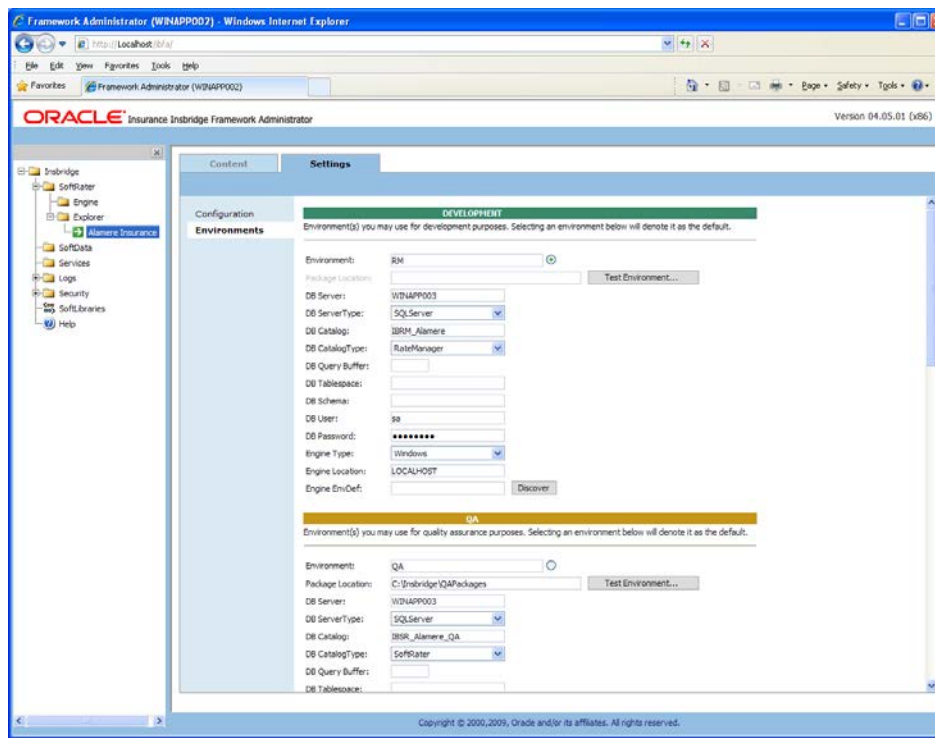 Framework Administrator (WINAPP002) - Windows Internet Explorer
http://Localhost/ibfa/
File Edit View Favorites Tools Help
Favorites Framework Administrator (WINAPP002) Page Safety Tools
ORACLE Insurance Insbridge Framework Administrator Version 04.05.01 (x86)
Insbridge
SoftRater
Engine
Explorer
Alamere Insurance
SoftData
Services
Logs
Security
SoftLibraries
Help
Content Settings
Configuration
Environments
DEVELOPMENT
Environment(s) you may use for development purposes. Selecting an environment below will denote it as the default.
Environment: RM
Package Location: Test Environment...
DB Server: WINAPP003
DB ServerType: SQLServer
DB Catalog: IBRM_Alamere
DB CatalogType: RateManager
DB Query Buffer:
DB Tablespace:
DB Schema:
DB User: sa
DB Password: ••••••••
Engine Type: Windows
Engine Location: LOCALHOST
Engine EnvDef: Discover
QA
Environment(s) you may use for quality assurance purposes. Selecting an environment below will denote it as the default.
Environment: QA
Package Location: C:\Insbridge\QAPackages Test Environment...
DB Server: WINAPP003
DB ServerType: SQLServer
DB Catalog: IBSR_Alamere_QA
DB CatalogType: SoftRater
DB Query Buffer:
DB Tablespace:
Copyright © 2000,2009, Oracle and/or its affiliates. All rights reserved.